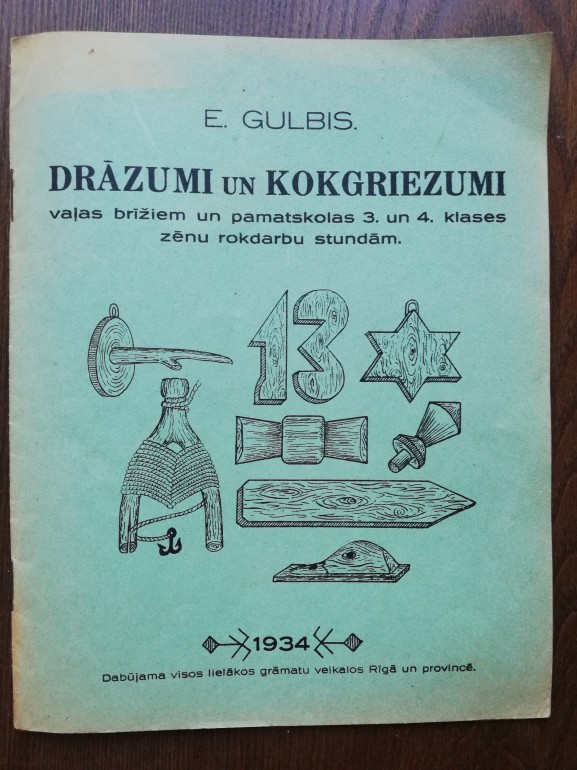 E. GULBIS.
DRĀZUMI UN KOKGRIEZUMI
vaļas brīžiem un pamatskolas 3. un 4. klases
zēnu rokdarbu stundām.
13
1934
Dabūjama visos lielākos grāmatu veikalos Rīgā un provincē.